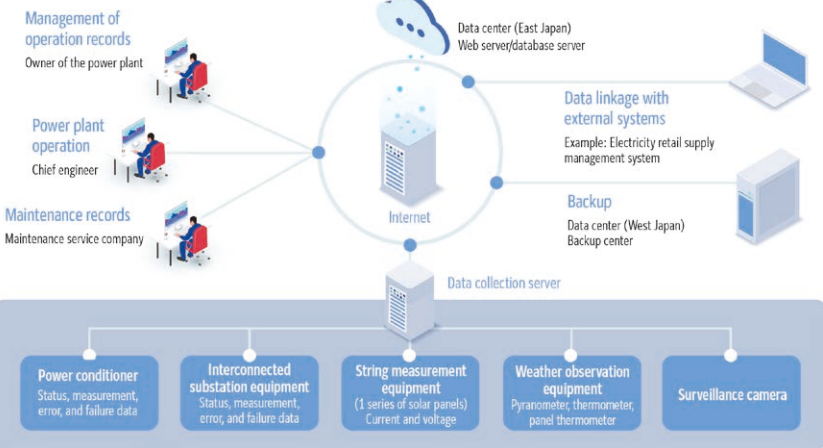 Management of
operation records
Owner of the power plant
Data center (East Japan)
Web server/database server
Power plant
operation
Chief engineer
Data linkage with
external systems
Example: Electricity retail supply
management system
Maintenance records
Maintenance service company
Internet
Backup
Data center (West Japan)
Backup center
Data collection server
Power conditioner
Status, measurement,
error, and failure data
Interconnected
substation equipment
Status, measurement,
error, and failure data
String measurement
equipment
(1 series of solar panels)
Current and voltage
Weather observation
equipment
Pyranometer, thermometer,
panel thermometer
Surveillance camera